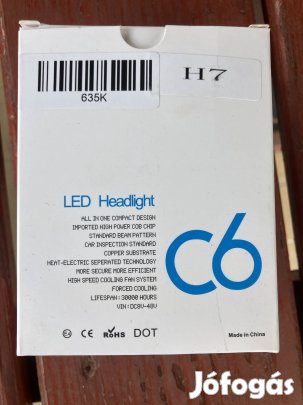 635K
H7
LED Headlight
ALL IN ONE COMPACT DESIGN
IMPORTED HIGH POWER COB CHIP
STANDARD BEAM PATTERN
CAR INSPECTION STANDARD
COPPER SUBSTRATE
HEAT-ELECTRIC SEPERATED TECHNOLOGY
MORE SECURE MORE EFFICIENT
HIGH SPEED COOLING FAN SYSTEM
FORCED COOLING
LIFESPAN: 30000 HOURS
VIN: DC8V-48V
C6
CE RoHS DOT
Made in China
Jófogás